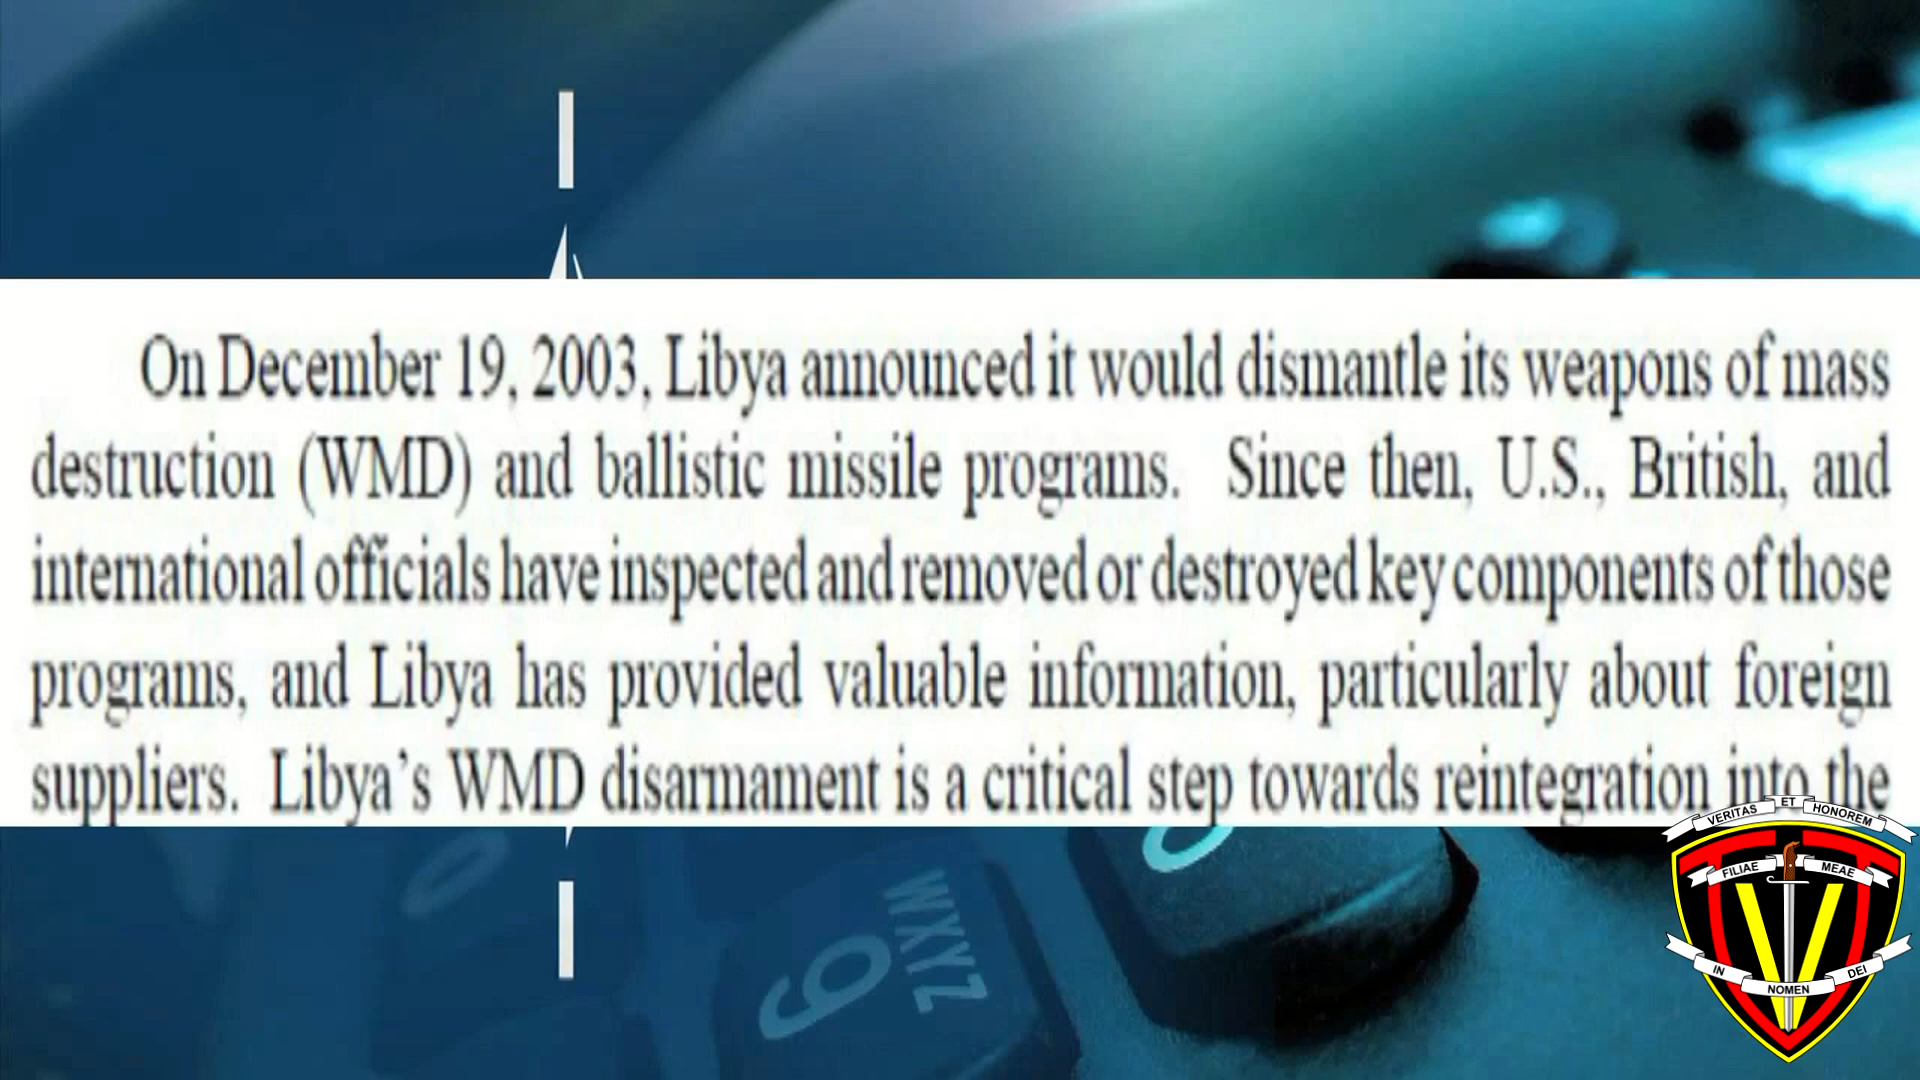 On December 19, 2003, Libya announced it would dismantle its weapons of mass
destruction (WMD) and ballistic missile programs. Since then, U.S., British, and
international officials have inspected and removed or destroyed key components of those
programs, and Libya has provided valuable information, particularly about foreign
suppliers. Libya’s WMD disarmament is a critical step towards reintegration into the
VERITAS ET HONOREM
FILIAE MEAE
IN NOMEN DEI
WXYZ
9